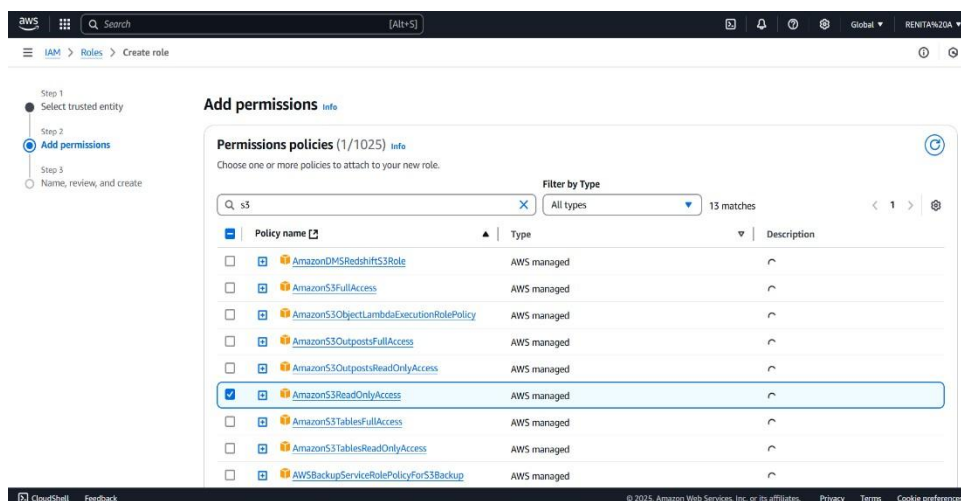 aws Search [Alt+S] Global ▼ RENITA%20A ▼
IAM > Roles > Create role
Step 1
Select trusted entity
Step 2
Add permissions
Step 3
Name, review, and create
Add permissions Info
Permissions policies (1/1025) Info
Choose one or more policies to attach to your new role.
Filter by Type
s3 All types 13 matches 1
Policy name Type Description
AmazonDMSRedshiftS3Role AWS managed
AmazonS3FullAccess AWS managed
AmazonS3ObjectLambdaExecutionRolePolicy AWS managed
AmazonS3OutpostsFullAccess AWS managed
AmazonS3OutpostsReadOnlyAccess AWS managed
AmazonS3ReadOnlyAccess AWS managed
AmazonS3TablesFullAccess AWS managed
AmazonS3TablesReadOnlyAccess AWS managed
AWSBackupServiceRolePolicyForS3Backup AWS managed
CloudShell Feedback © 2025, Amazon Web Services, Inc. or its affiliates. Privacy Terms Cookie preferences